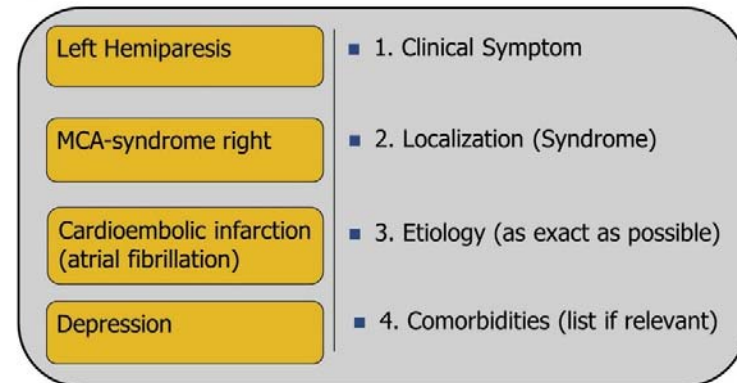 Left Hemiparesis
1. Clinical Symptom
MCA-syndrome right
2. Localization (Syndrome)
Cardioembolic infarction
(atrial fibrillation)
3. Etiology (as exact as possible)
Depression
4. Comorbidities (list if relevant)